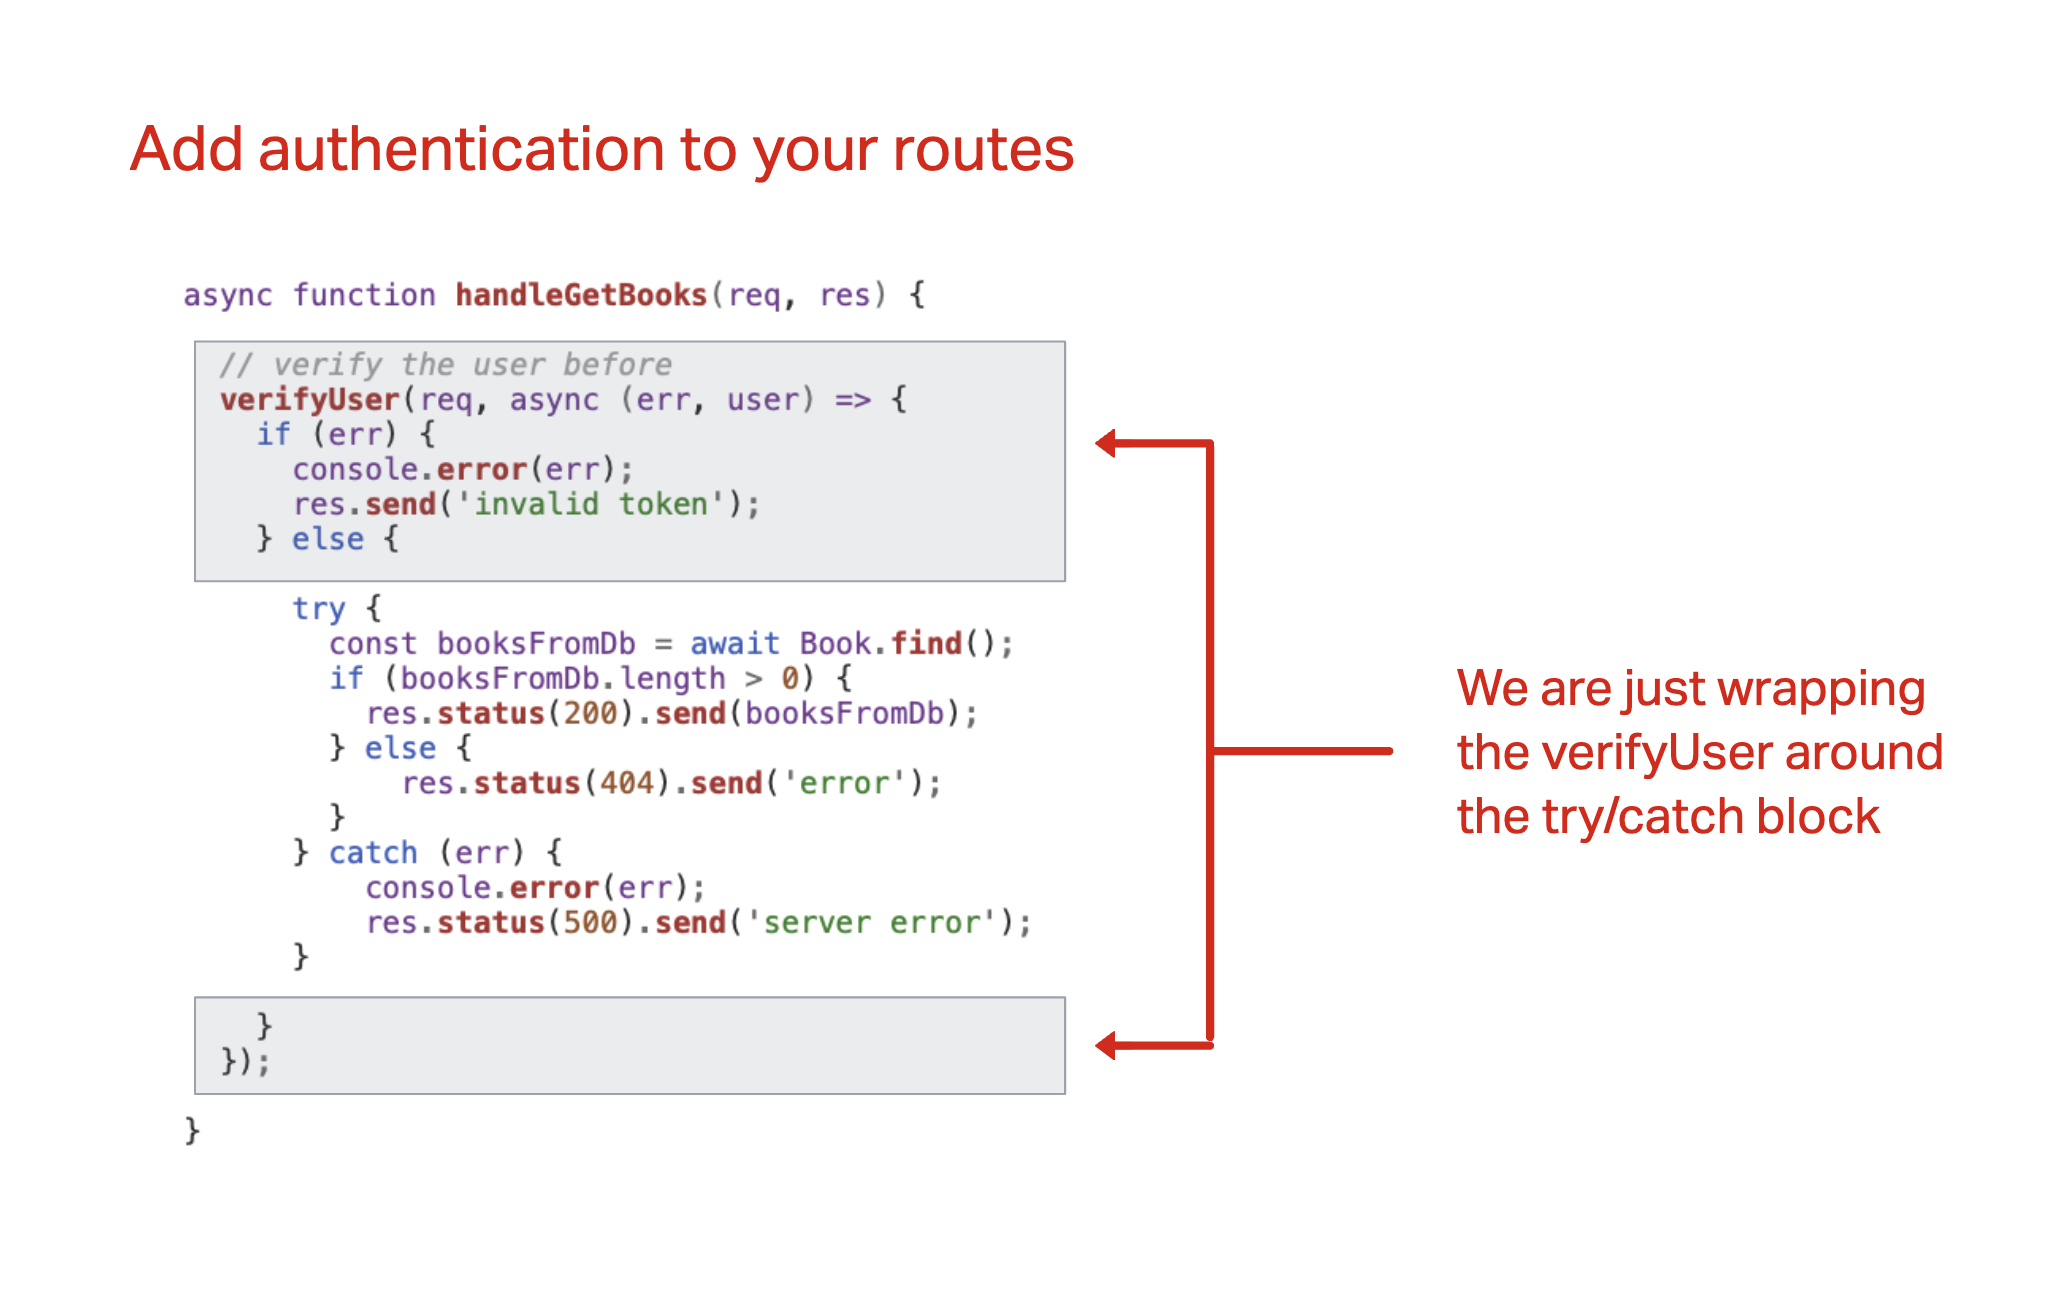 Add authentication to your routes
async function handleGetBooks(req, res) {
// verify the user before
verifyUser(req, async (err, user) => {
if (err) {
console.error(err);
res.send('invalid token');
} else {
try {
const booksFromDb = await Book.find();
if (booksFromDb.length > 0) {
res.status(200).send(booksFromDb);
} else {
res.status(404).send('error');
}
} catch (err) {
console.error(err);
res.status(500).send('server error');
}
}
});
}
We are just wrapping
the verifyUser around
the try/catch block